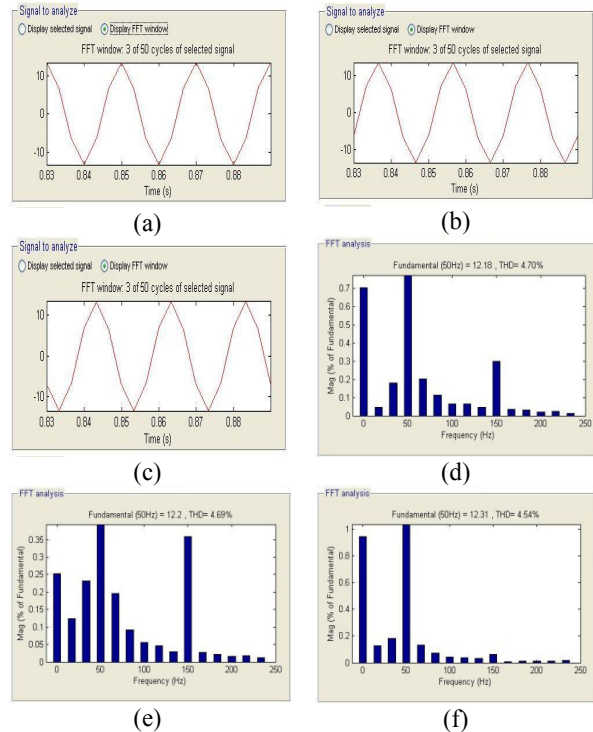 Signal to analyze
Display selected signal Display FFT window
FFT window: 3 of 50 cycles of selected signal
10
0
-10
0.83 0.84 0.85 0.86 0.87 0.88
Time (s)
(a)
Signal to analyze
Display selected signal Display FFT window
FFT window: 3 of 50 cycles of selected signal
10
0
-10
0.83 0.84 0.85 0.86 0.87 0.88
Time (s)
(b)
Signal to analyze
Display selected signal Display FFT window
FFT window: 3 of 50 cycles of selected signal
10
0
-10
0.83 0.84 0.85 0.86 0.87 0.88
Time (s)
(c)
FFT analysis
Fundamental (50Hz) = 12.18 , THD= 4.70%
Mag (% of Fundamental)
0.7
0.6
0.5
0.4
0.3
0.2
0.1
0
0 50 100 150 200 250
Frequency (Hz)
(d)
FFT analysis
Fundamental (50Hz) = 12.2 , THD= 4.69%
Mag (% of Fundamental)
0.35
0.3
0.25
0.2
0.15
0.1
0.05
0
0 50 100 150 200 250
Frequency (Hz)
(e)
FFT analysis
Fundamental (50Hz) = 12.31 , THD= 4.54%
Mag (% of Fundamental)
1
0.8
0.6
0.4
0.2
0
0 50 100 150 200 250
Frequency (Hz)
(f)